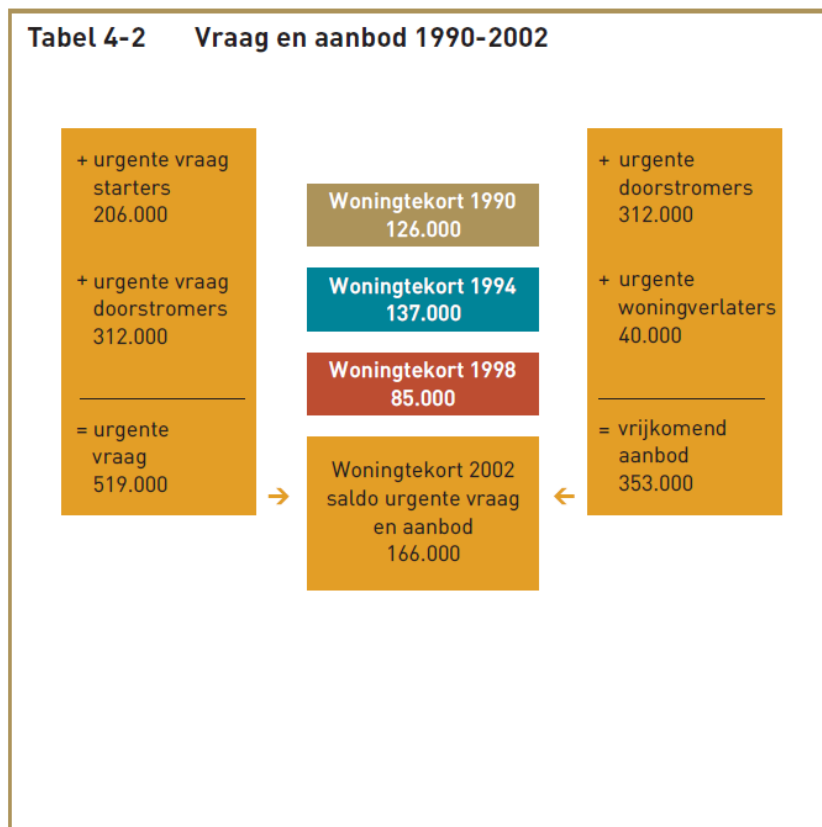 Tabel 4-2 Vraag en aanbod 1990-2002
+ urgente vraag
starters
206.000
+ urgente vraag
doorstromers
312.000
= urgente
vraag
519.000
Woningtekort 1990
126.000
Woningtekort 1994
137.000
Woningtekort 1998
85.000
→ Woningtekort 2002 ←
saldo urgente vraag
en aanbod
166.000
+ urgente
doorstromers
312.000
+ urgente
woningverlaters
40.000
= vrijkomend
aanbod
353.000